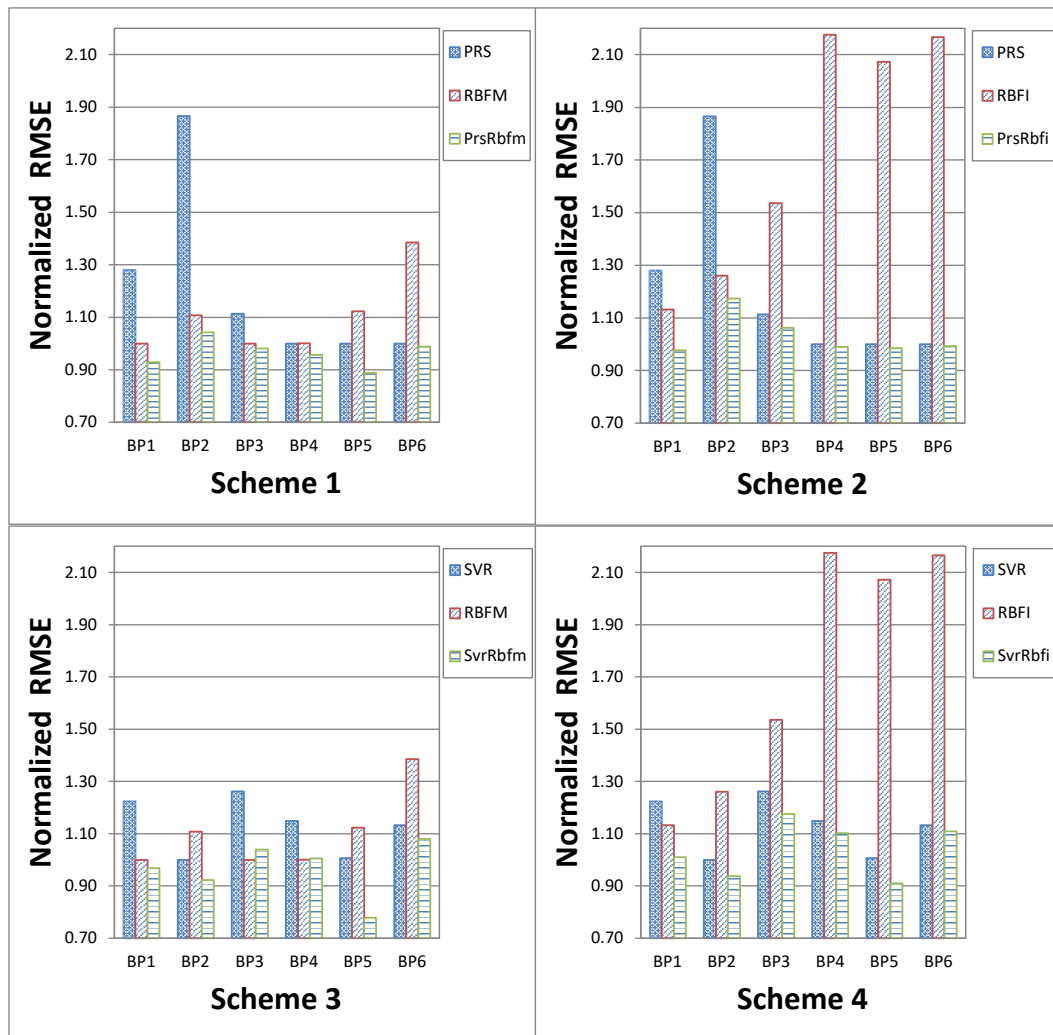 Normalized RMSE
2.10
1.90
1.70
1.50
1.30
1.10
0.90
0.70
BP1 BP2 BP3 BP4 BP5 BP6
Scheme 1
PRS
RBFM
PrsRbfm
Normalized RMSE
2.10
1.90
1.70
1.50
1.30
1.10
0.90
0.70
BP1 BP2 BP3 BP4 BP5 BP6
Scheme 2
PRS
RBFI
PrsRbfi
Normalized RMSE
2.10
1.90
1.70
1.50
1.30
1.10
0.90
0.70
BP1 BP2 BP3 BP4 BP5 BP6
Scheme 3
SVR
RBFM
SvrRbfm
Normalized RMSE
2.10
1.90
1.70
1.50
1.30
1.10
0.90
0.70
BP1 BP2 BP3 BP4 BP5 BP6
Scheme 4
SVR
RBFI
SvrRbfi